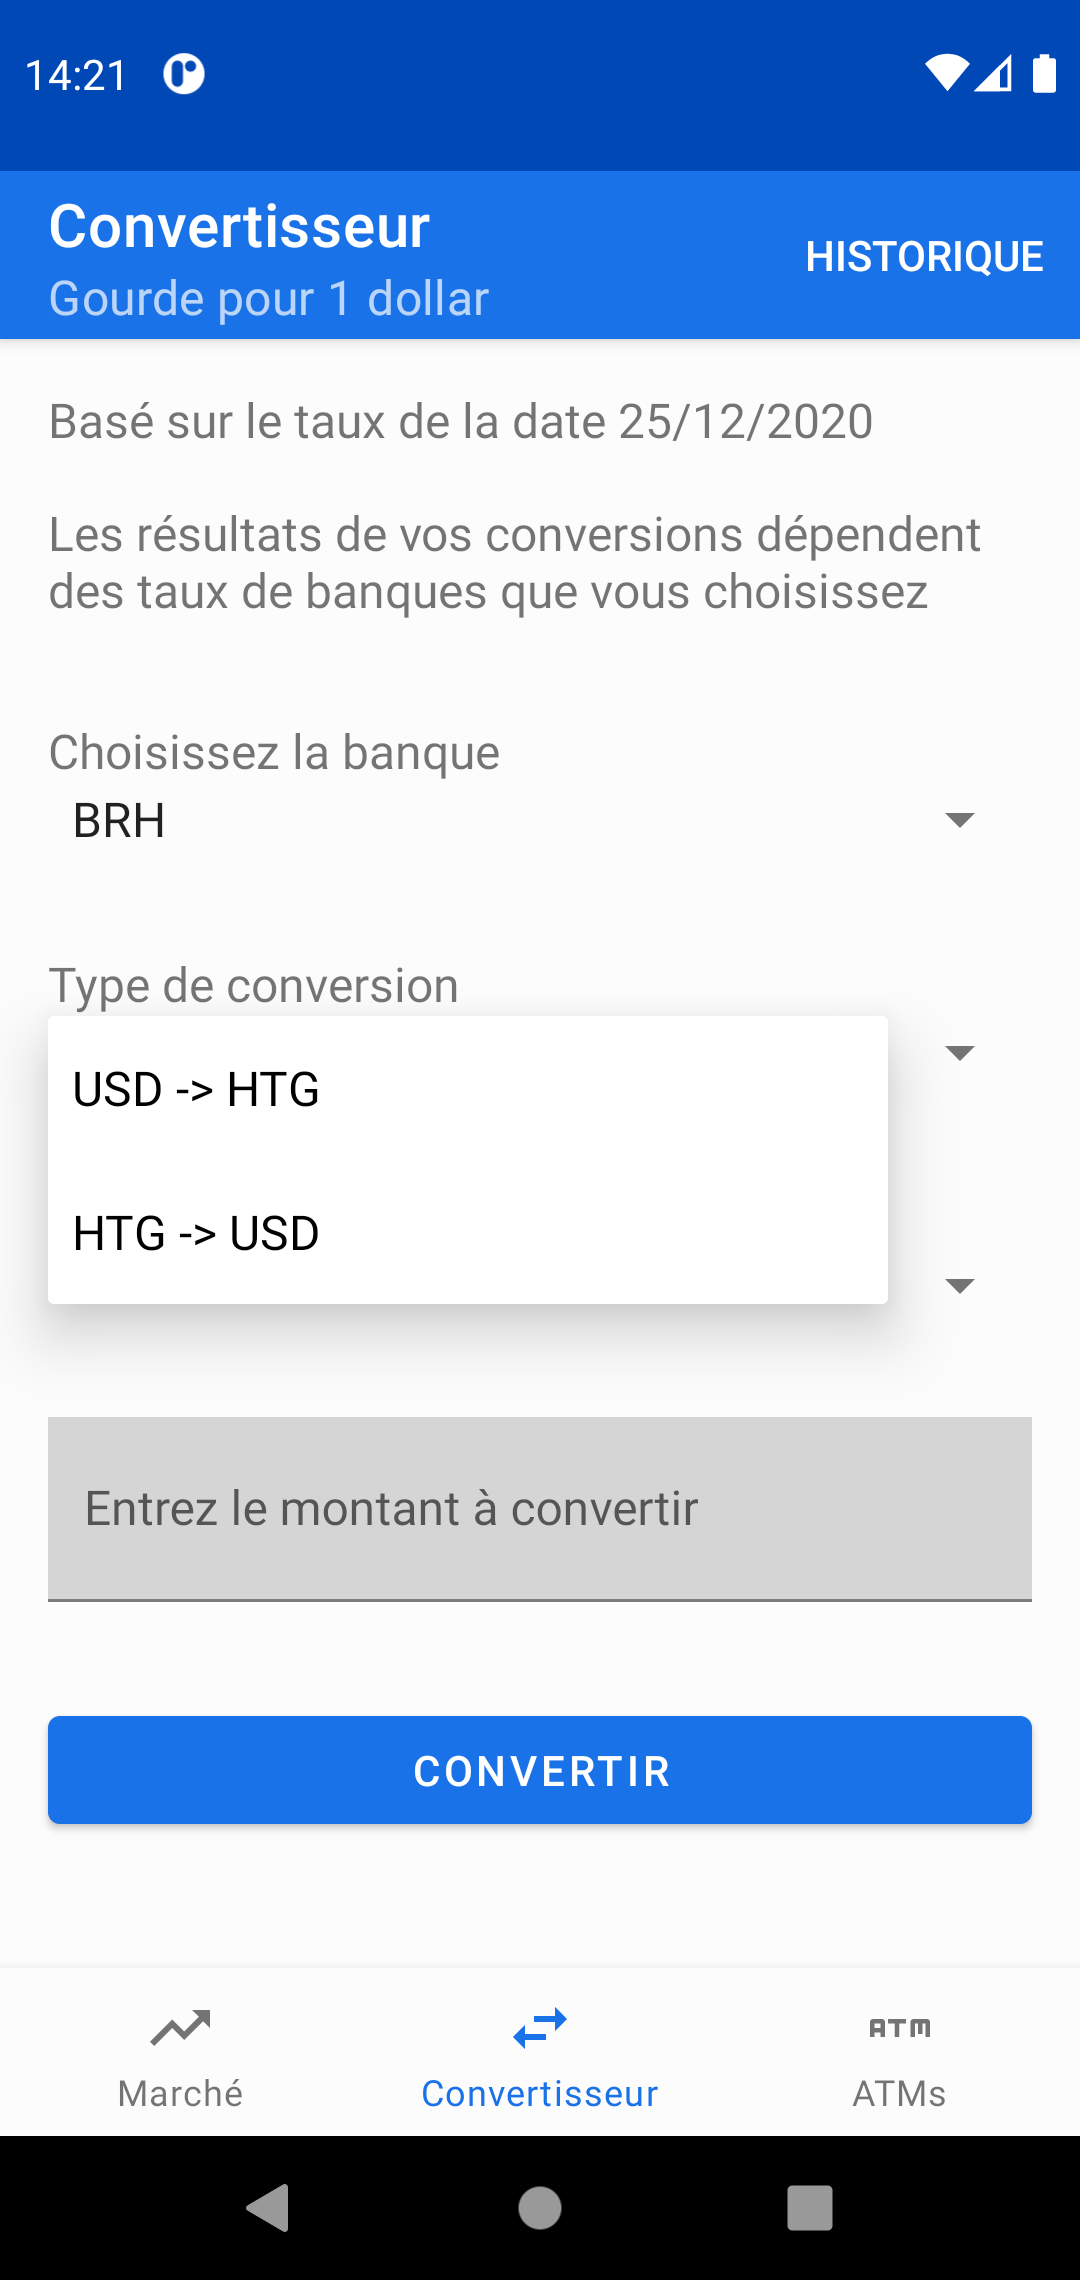 14:21
Convertisseur
HISTORIQUE
Gourde pour 1 dollar
Basé sur le taux de la date 25/12/2020
Les résultats de vos conversions dépendent
des taux de banques que vous choisissez
Choisissez la banque
BRH
Type de conversion
USD -> HTG
HTG -> USD
Entrez le montant à convertir
CONVERTIR
ATM
Marché
Convertisseur
ATMs